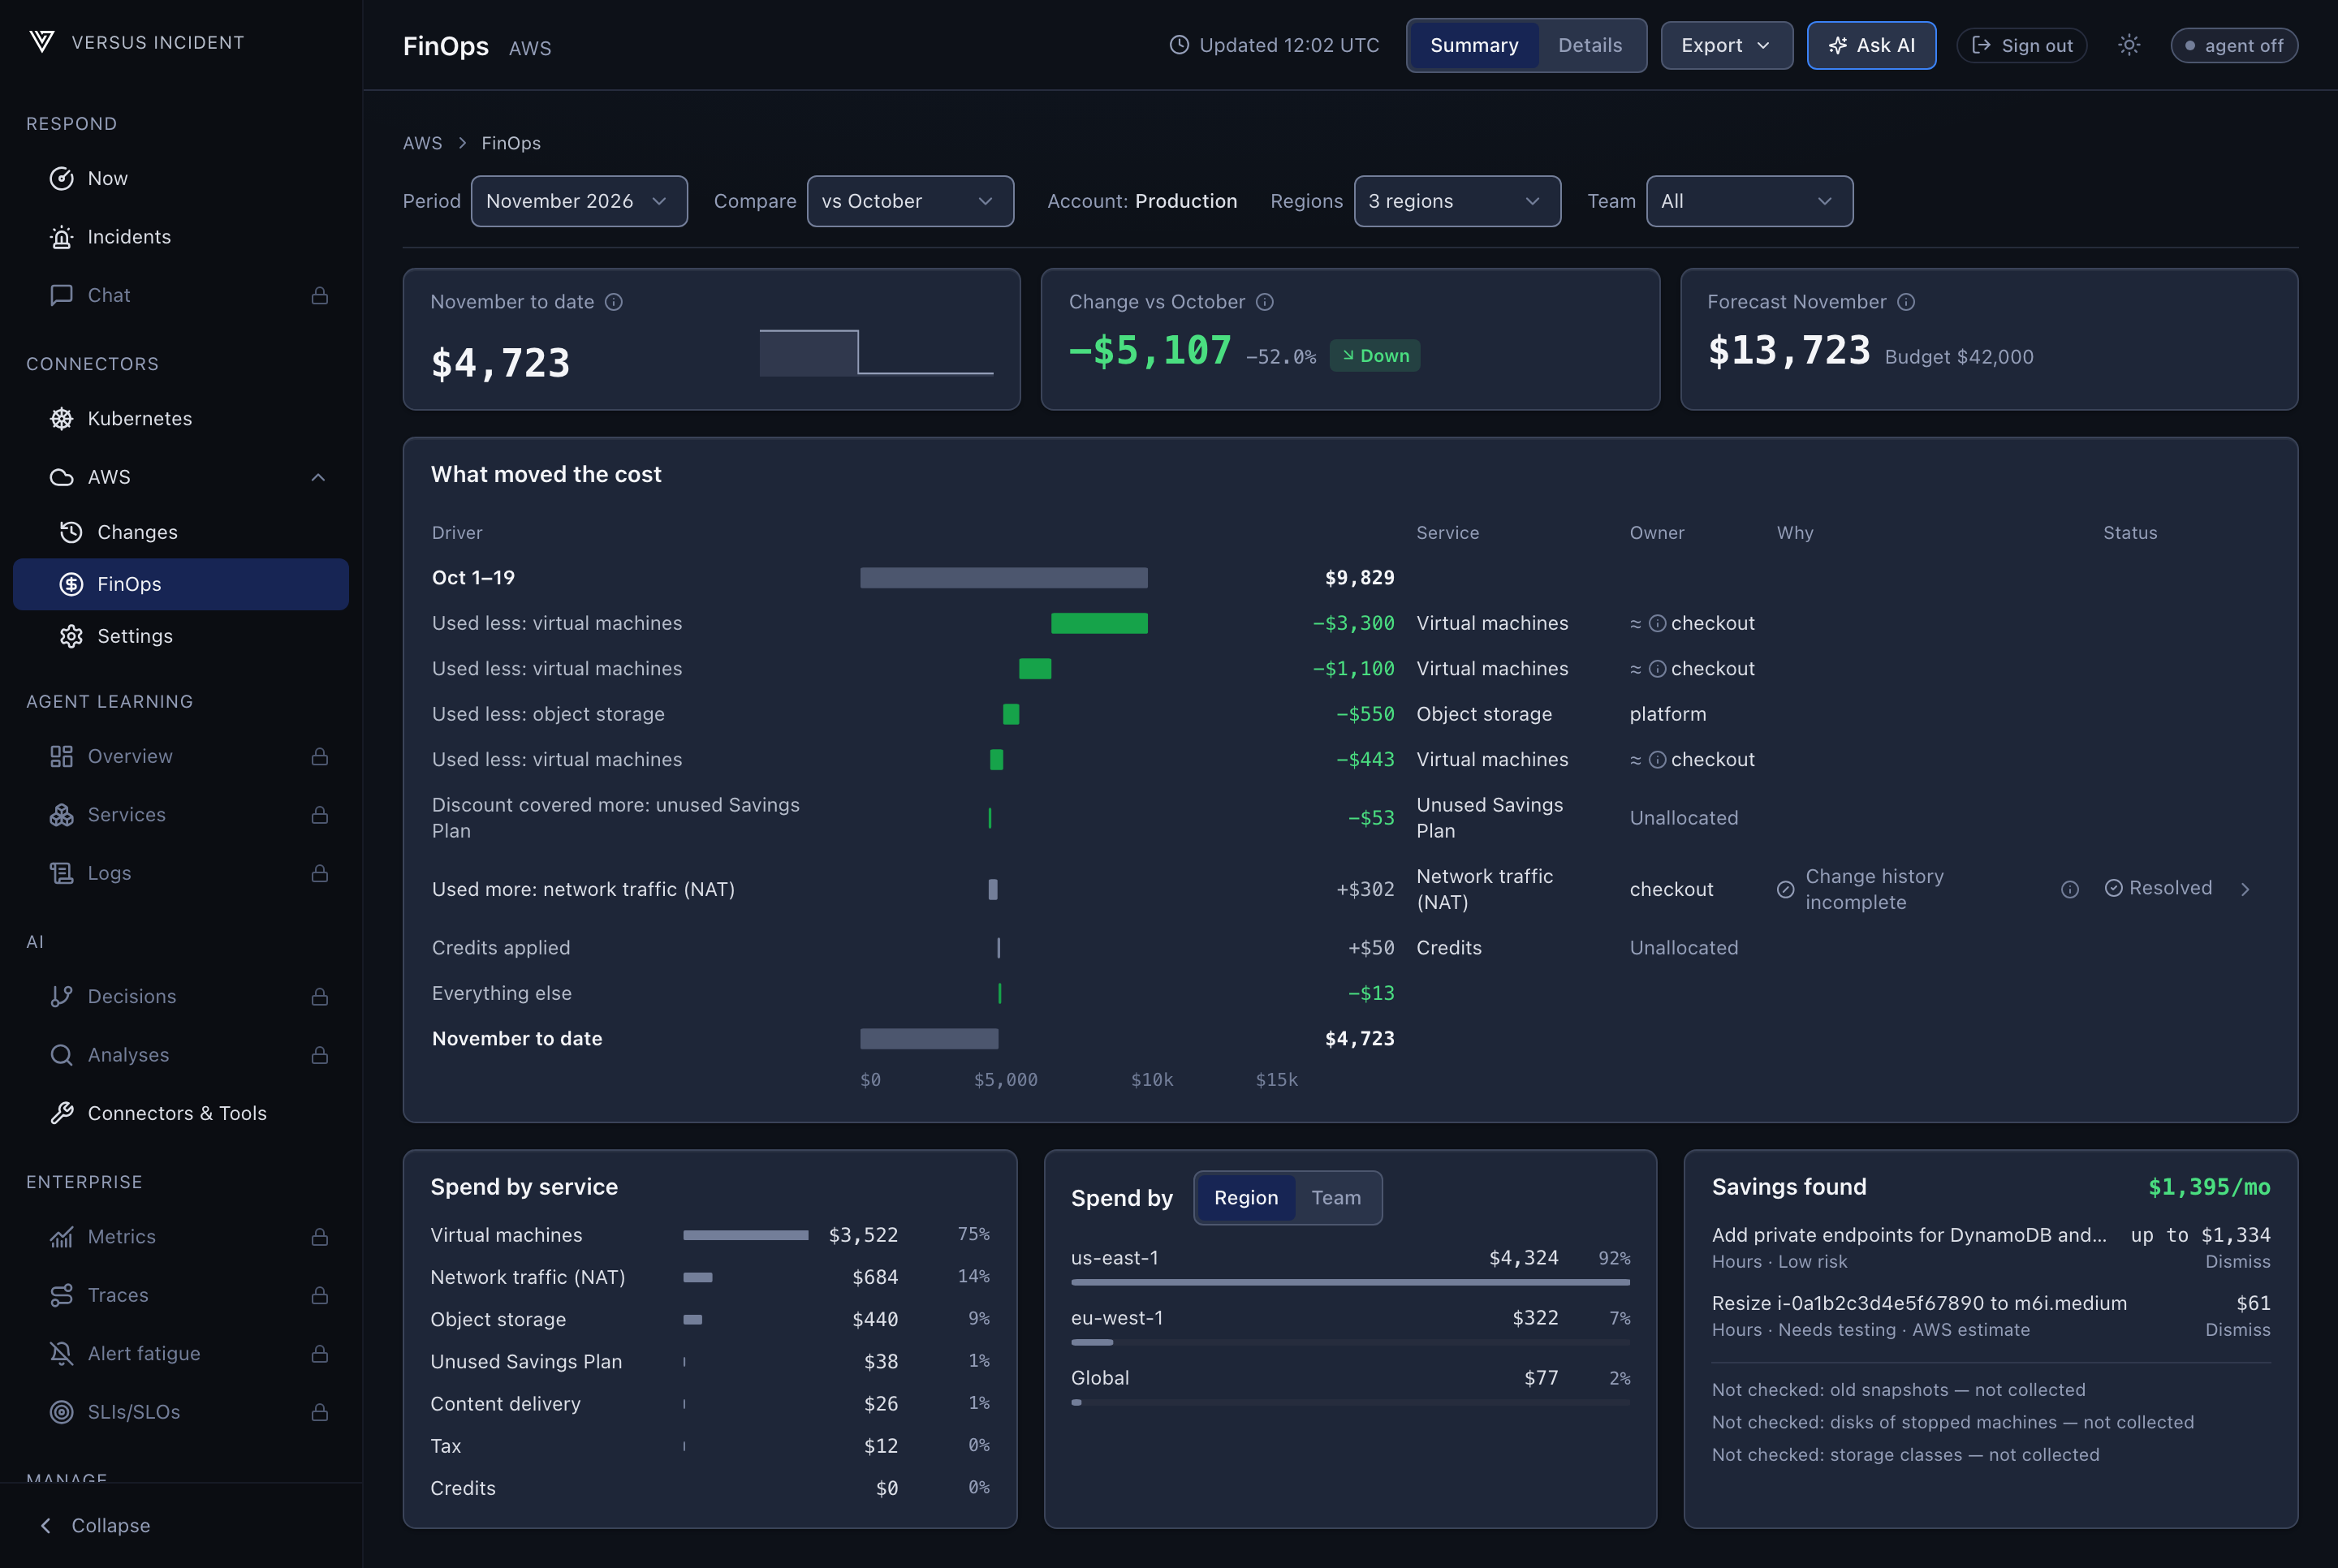 VERSUS INCIDENT
RESPOND
Now
Incidents
Chat
CONNECTORS
Kubernetes
AWS
Changes
FinOps
Settings
AGENT LEARNING
Overview
Services
Logs
AI
Decisions
Analyses
Connectors & Tools
ENTERPRISE
Metrics
Traces
Alert fatigue
SLIs/SLOs
MANAGE
Collapse
FinOps AWS
Updated 12:02 UTC
Summary Details
Export
Ask AI
Sign out
agent off
AWS > FinOps
Period November 2026 Compare vs October Account: Production Regions 3 regions Team All
November to date
$4,723
Change vs October
−$5,107 −52.0% Down
Forecast November
$13,723 Budget $42,000
What moved the cost
Driver Service Owner Why Status
Oct 1–19 $9,829
Used less: virtual machines −$3,300 Virtual machines ≈ checkout
Used less: virtual machines −$1,100 Virtual machines ≈ checkout
Used less: object storage −$550 Object storage platform
Used less: virtual machines −$443 Virtual machines ≈ checkout
Discount covered more: unused Savings Plan −$53 Unused Savings Plan Unallocated
Used more: network traffic (NAT) +$302 Network traffic (NAT) checkout Change history incomplete Resolved
Credits applied +$50 Credits Unallocated
Everything else −$13
November to date $4,723
$0 $5,000 $10k $15k
Spend by service
Virtual machines $3,522 75%
Network traffic (NAT) $684 14%
Object storage $440 9%
Unused Savings Plan $38 1%
Content delivery $26 1%
Tax $12 0%
Credits $0 0%
Spend by Region Team
us-east-1 $4,324 92%
eu-west-1 $322 7%
Global $77 2%
Savings found $1,395/mo
Add private endpoints for DynamoDB and... up to $1,334
Hours · Low risk Dismiss
Resize i-0a1b2c3d4e5f67890 to m6i.medium $61
Hours · Needs testing · AWS estimate Dismiss
Not checked: old snapshots — not collected
Not checked: disks of stopped machines — not collected
Not checked: storage classes — not collected